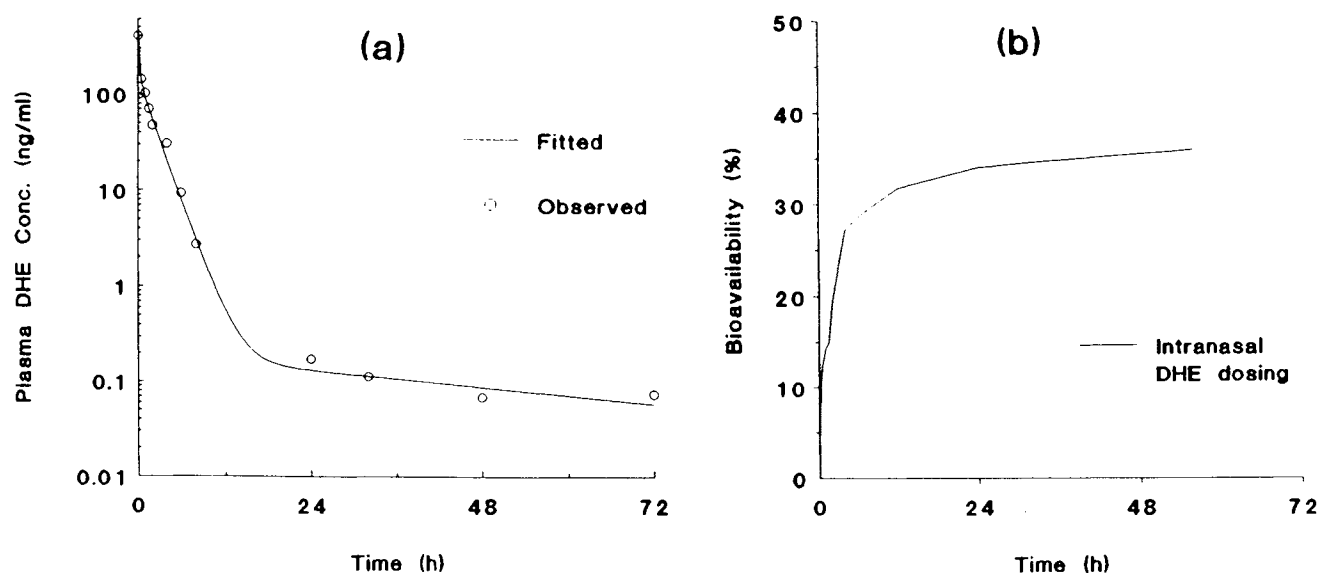 (a)
Plasma DHE Conc. (ng/ml)
100
10
1
0.1
0.01
Fitted
Observed
0 24 48 72
Time (h)
(b)
Bioavailability (%)
50
40
30
20
10
0
Intranasal
DHE dosing
0 24 48 72
Time (h)